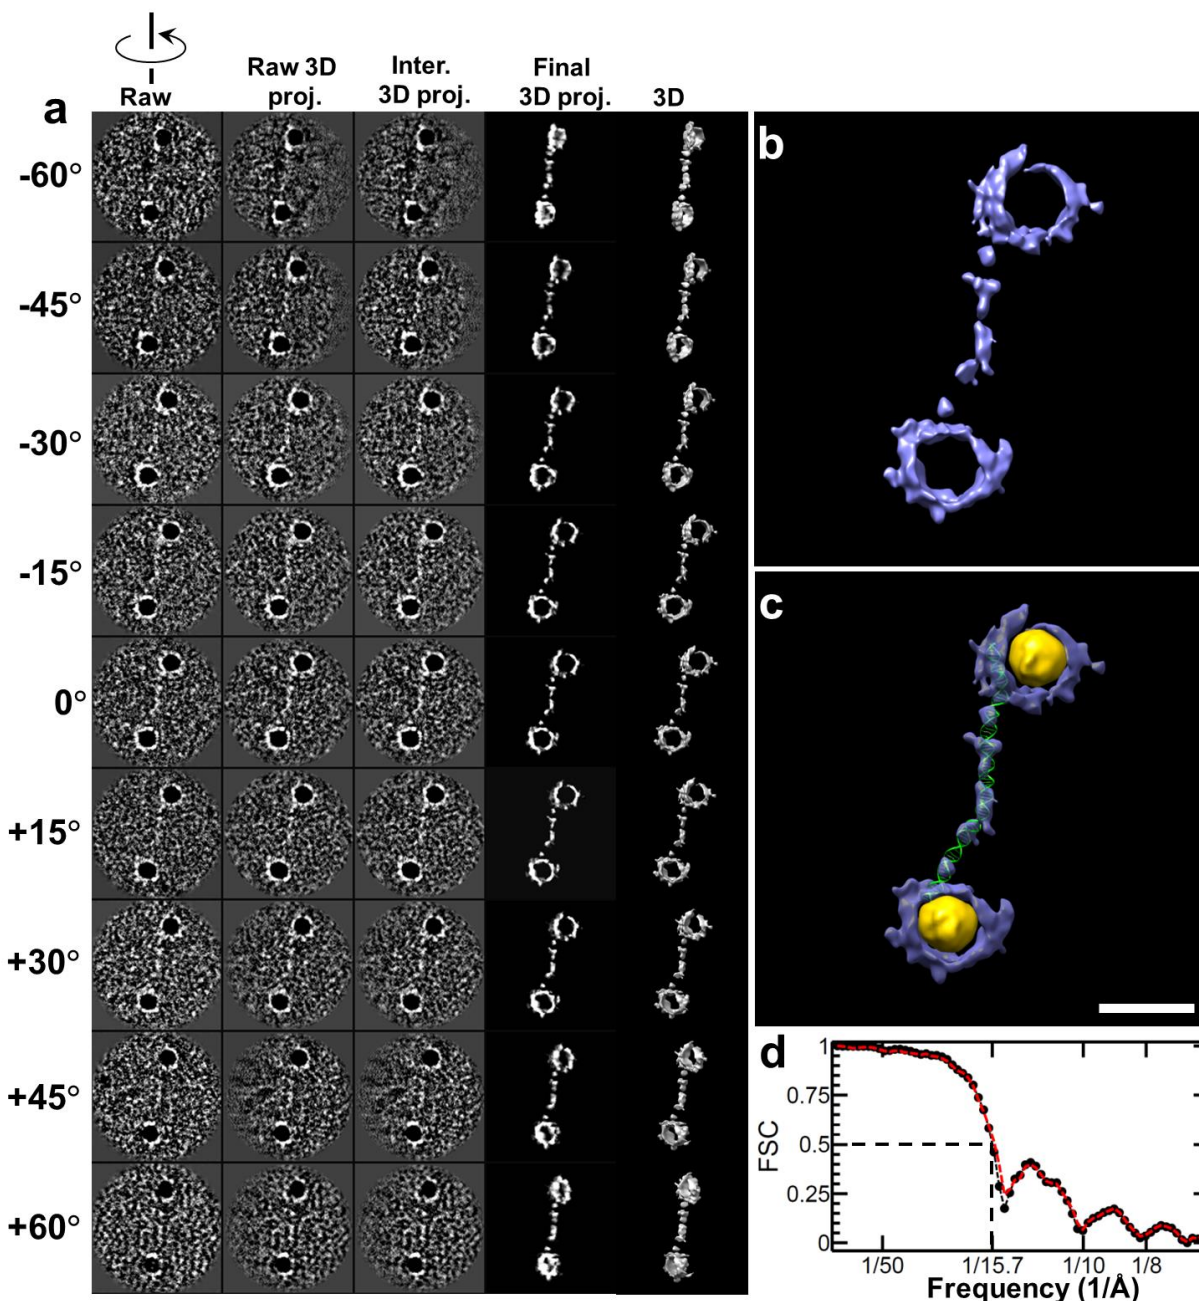 a
Raw
Raw 3D
proj.
Inter.
3D proj.
Final
3D proj.
3D
-60°
-45°
-30°
-15°
0°
+15°
+30°
+45°
+60°
b
c
d
1
0.75
0.5
0.25
0
FSC
1/50
1/15.7
1/10
1/8
Frequency (1/Å)